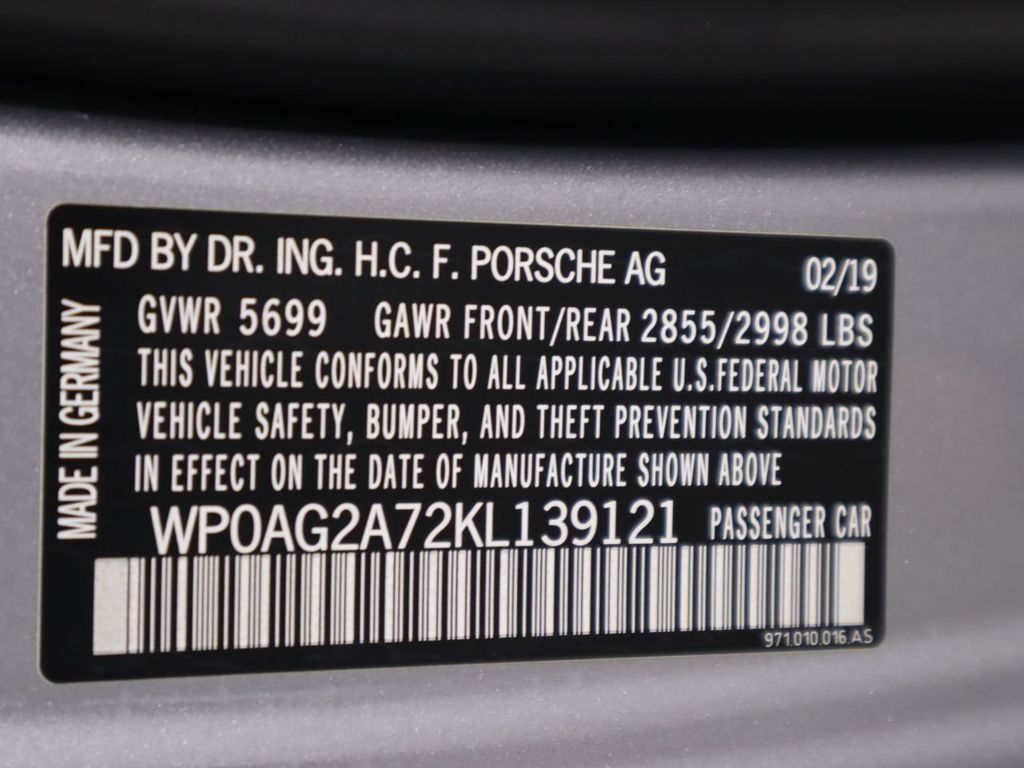 MFD BY DR. ING. H.C. F. PORSCHE AG 02/19
GVWR 5699 GAWR FRONT/REAR 2855/2998 LBS
THIS VEHICLE CONFORMS TO ALL APPLICABLE U.S.FEDERAL MOTOR
VEHICLE SAFETY, BUMPER, AND THEFT PREVENTION STANDARDS
IN EFFECT ON THE DATE OF MANUFACTURE SHOWN ABOVE
WP0AG2A72KL139121 PASSENGER CAR
971.010.016.AS
MADE IN GERMANY